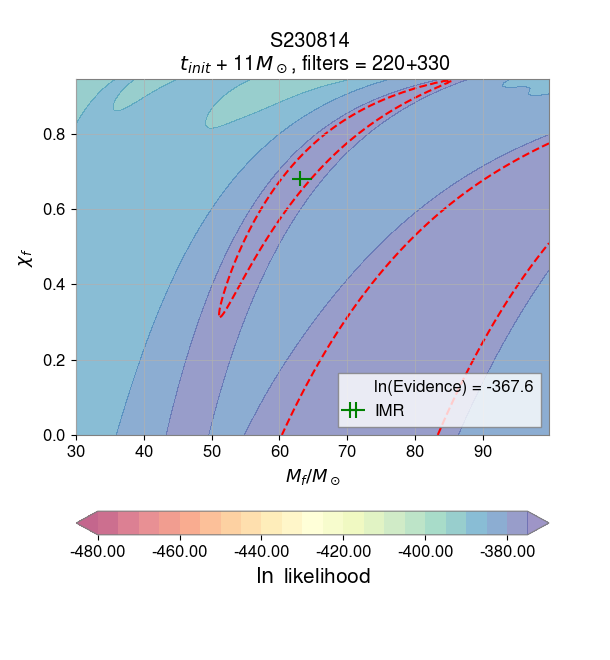 S230814
t_init + 11M_⊙, filters = 220+330
0.8
0.6
0.4
0.2
0.0
χ_f
30 40 50 60 70 80 90
M_f/M_⊙
ln(Evidence) = -367.6
IMR
-480.00 -460.00 -440.00 -420.00 -400.00 -380.00
ln likelihood